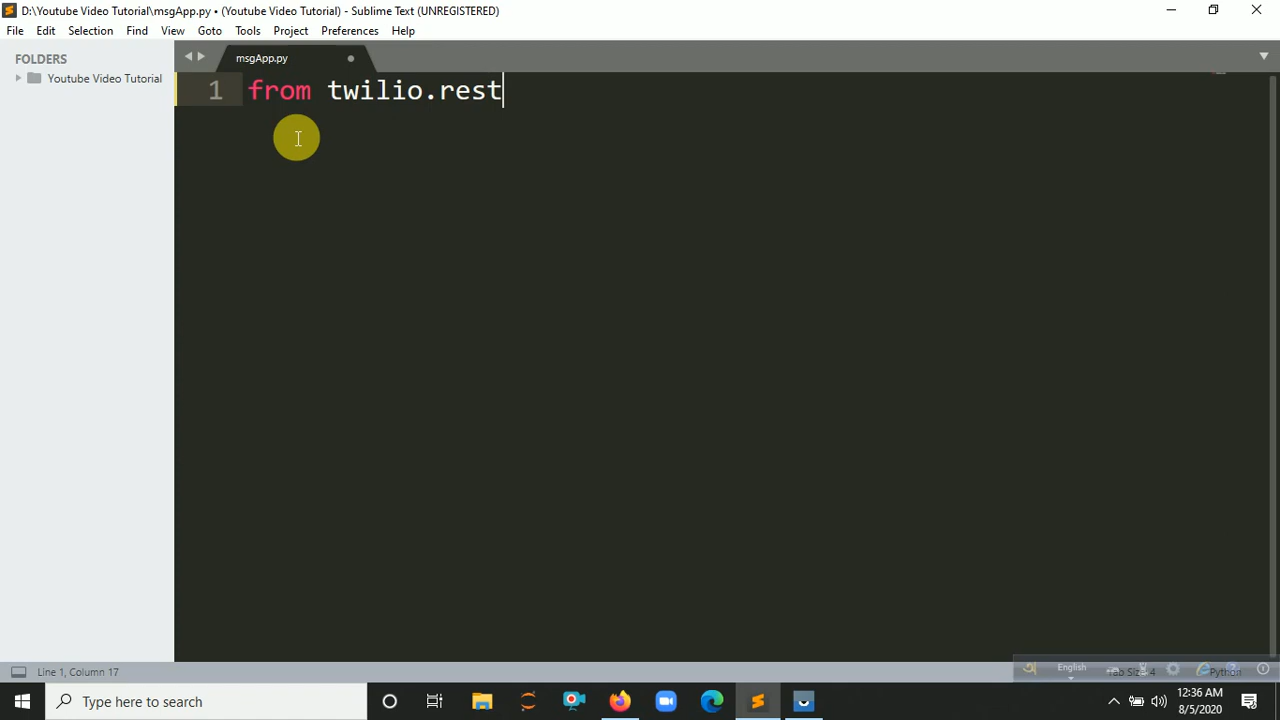 D:\Youtube Video Tutorial\msgApp.py • (Youtube Video Tutorial) - Sublime Text (UNREGISTERED)
File Edit Selection Find View Goto Tools Project Preferences Help
FOLDERS
Youtube Video Tutorial
msgApp.py
1 from twilio.rest
Line 1, Column 17
English
Tab Size: 4
Python
Type here to search
12:36 AM
8/5/2020